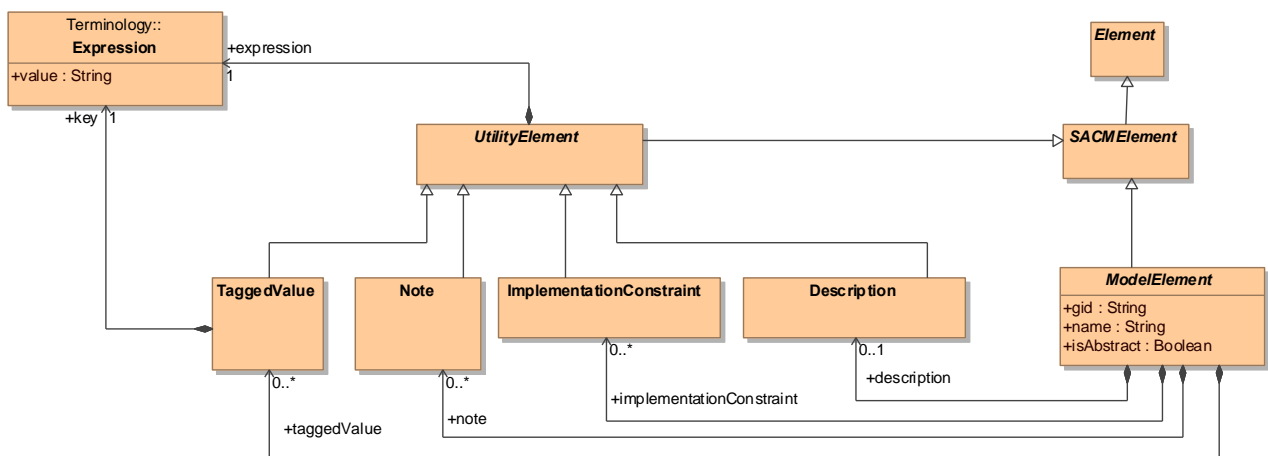 Terminology::
Expression
+value : String
+expression
1
+key
1
Element
UtilityElement
SACMElement
TaggedValue
Note
ImplementationConstraint
Description
ModelElement
+gid : String
+name : String
+isAbstract : Boolean
0..*
0..*
0..*
0..1
+description
+implementationConstraint
+note
+taggedValue